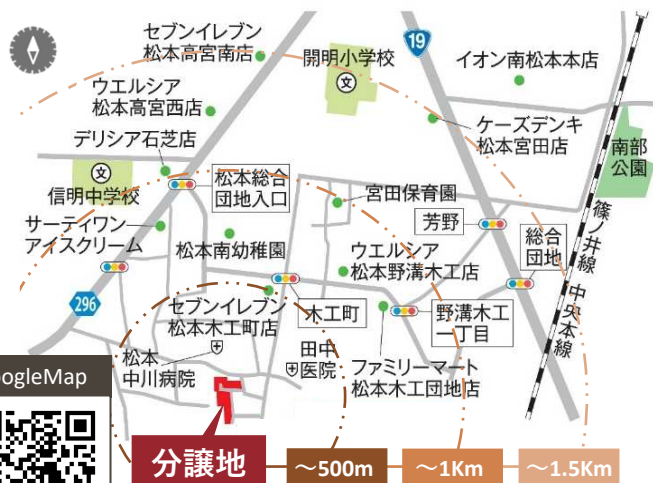 セブンイレブン
松本高宮南店
開明小学校
文
19
イオン南松本本店
ウエルシア
松本高宮西店
ケーズデンキ
松本宮田店
デリシア石芝店
南部
公園
文
信明中学校
松本総合
団地入口
宮田保育園
芳野
篠ノ井線 中央本線
サーティワン
アイスクリーム
松本南幼稚園
総合
団地
ウエルシア
松本野溝木工店
296
セブンイレブン
松本木工町店
木工町
野溝木工
一丁目
松本
中川病院
田中
医院
ファミリーマート
松本木工団地店
oogleMap
分譲地
～500m
～1Km
～1.5Km